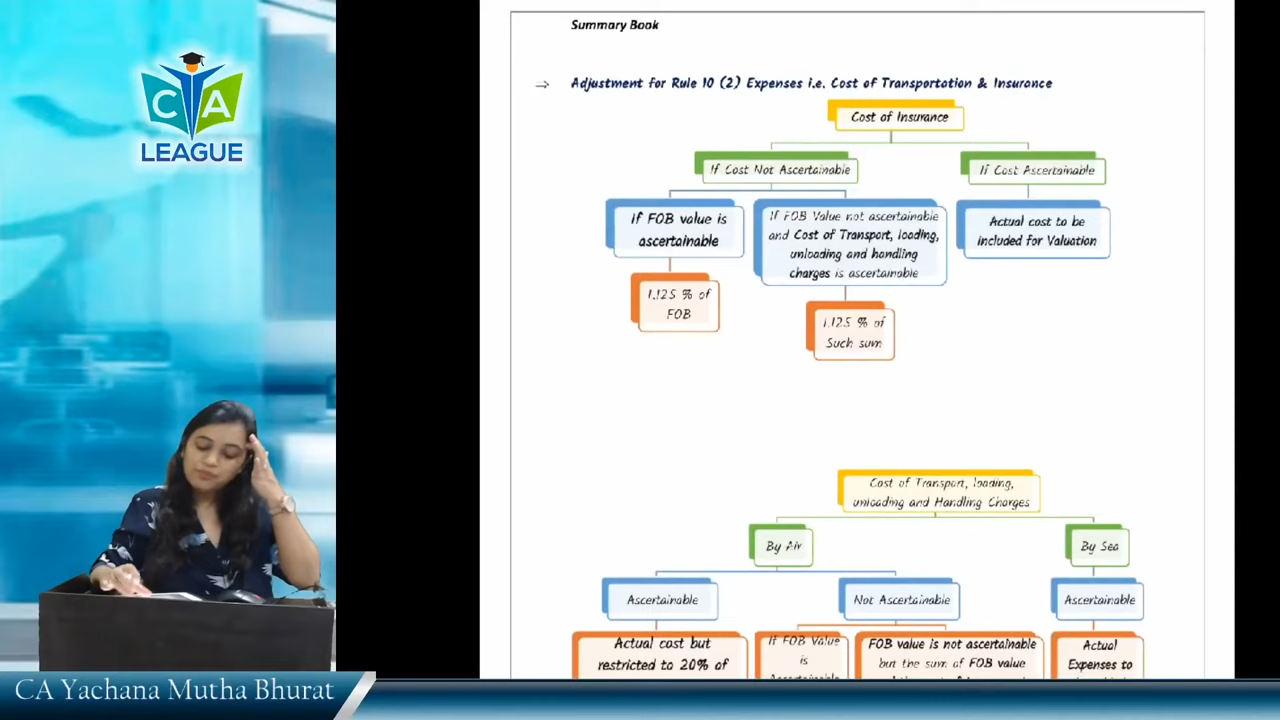 CA
LEAGUE
Summary Book
⇒ Adjustment for Rule 10 (2) Expenses i.e. Cost of Transportation & Insurance
Cost of Insurance
If Cost Not Ascertainable
If Cost Ascertainable
If FOB value is
ascertainable
If FOB Value not ascertainable
and Cost of Transport, loading,
unloading and handling
charges is ascertainable
Actual cost to be
included for Valuation
1.125 % of
FOB
1.125 % of
Such sum
Cost of Transport, loading,
unloading and Handling Charges
By Air
By Sea
Ascertainable
Not Ascertainable
Ascertainable
Actual cost but
restricted to 20% of
If FOB Value
is
Ascertainable
FOB value is not ascertainable
but the sum of FOB value
Actual
Expenses to
CA Yachana Mutha Bhurat